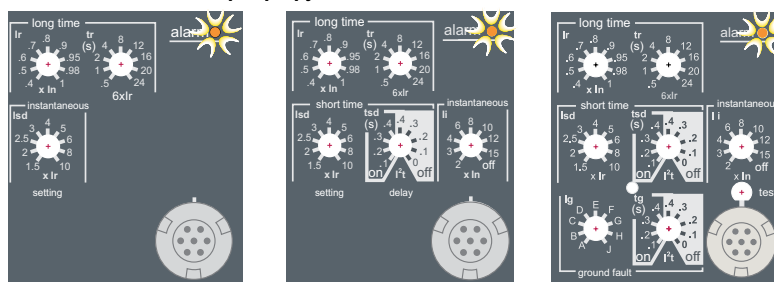 long time
Ir tr (s) alarm
.4 .5 .6 .7 .8 .9 .95 .98 1
x In
.5 1 2 4 8 12 16 20 24
6xIr
instantaneous
Isd
1.5 2 2.5 3 4 5 6 8 10
x Ir
setting
long time
Ir tr (s) alarm
.4 .5 .6 .7 .8 .9 .95 .98 1
x In
.5 1 2 4 8 12 16 20 24
6xIr
short time instantaneous
Isd tsd (s) Ii
1.5 2 2.5 3 4 5 6 8 10
x Ir
.1 .2 .3 .4 .4 .3 .2 .1 0
on I²t off
2 3 4 6 8 10 12 15 off
x In
setting delay
long time
Ir tr (s) alarm
.4 .5 .6 .7 .8 .9 .95 .98 1
x In
.5 1 2 4 8 12 16 20 24
6xIr
short time instantaneous
Isd tsd (s) Ii
1.5 2 2.5 3 4 5 6 8 10
x Ir
.1 .2 .3 .4 .4 .3 .2 .1 0
on I²t off
2 3 4 6 8 10 12 15 off
x In
tes
Ig tg (s)
A B C D E F G H J
.1 .2 .3 .4 .4 .3 .2 .1 0
on I²t off
ground fault